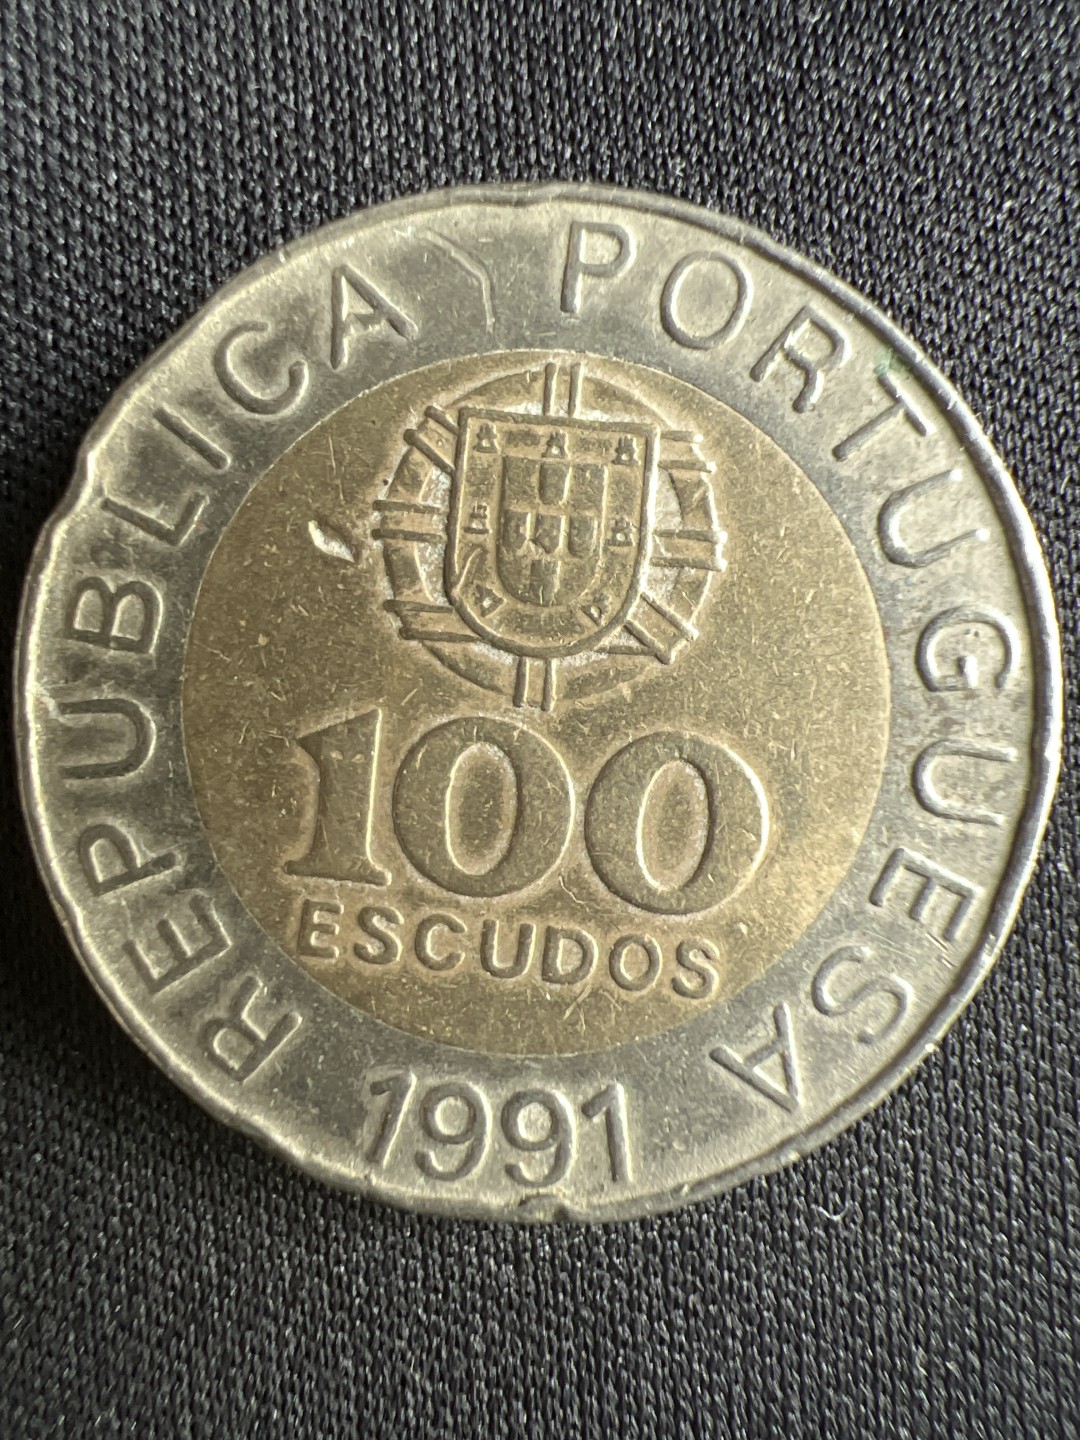 REPUBLICA PORTUGUESA
100
ESCUDOS
1991